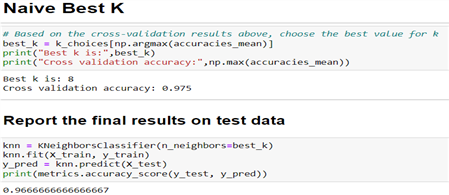 Naive Best K
# Based on the cross-validation results above, choose the best value for k
best_k = k_choices[np.argmax(accuracies_mean)]
print("Best k is:",best_k)
print("Cross validation accuracy:",np.max(accuracies_mean))
Best k is: 8
Cross validation accuracy: 0.975
Report the final results on test data
knn = KNeighborsClassifier(n_neighbors=best_k)
knn.fit(X_train, y_train)
y_pred = knn.predict(X_test)
print(metrics.accuracy_score(y_test, y_pred))
0.9666666666666667